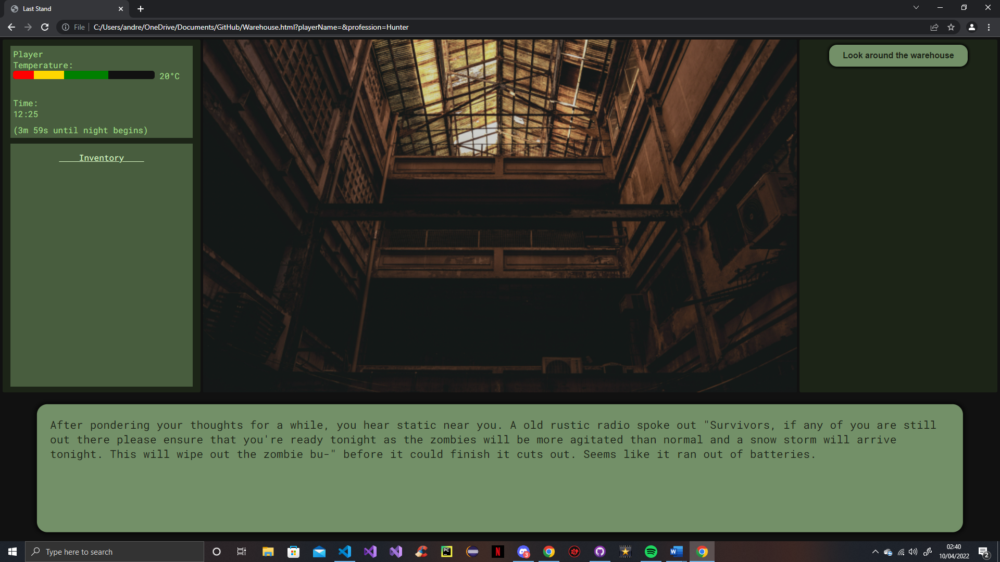 Last Stand
File
C:/Users/andre/OneDrive/Documents/GitHub/Warehouse.html?playerName=&profession=Hunter
Player
Temperature:
20°C
Time:
12:25
(3m 59s until night begins)
Inventory
Look around the warehouse
After pondering your thoughts for a while, you hear static near you. A old rustic radio spoke out "Survivors, if any of you are still
out there please ensure that you're ready tonight as the zombies will be more agitated than normal and a snow storm will arrive
tonight. This will wipe out the zombie bu-" before it could finish it cuts out. Seems like it ran out of batteries.
Type here to search
PC
N
3
W
02:40
10/04/2022
2